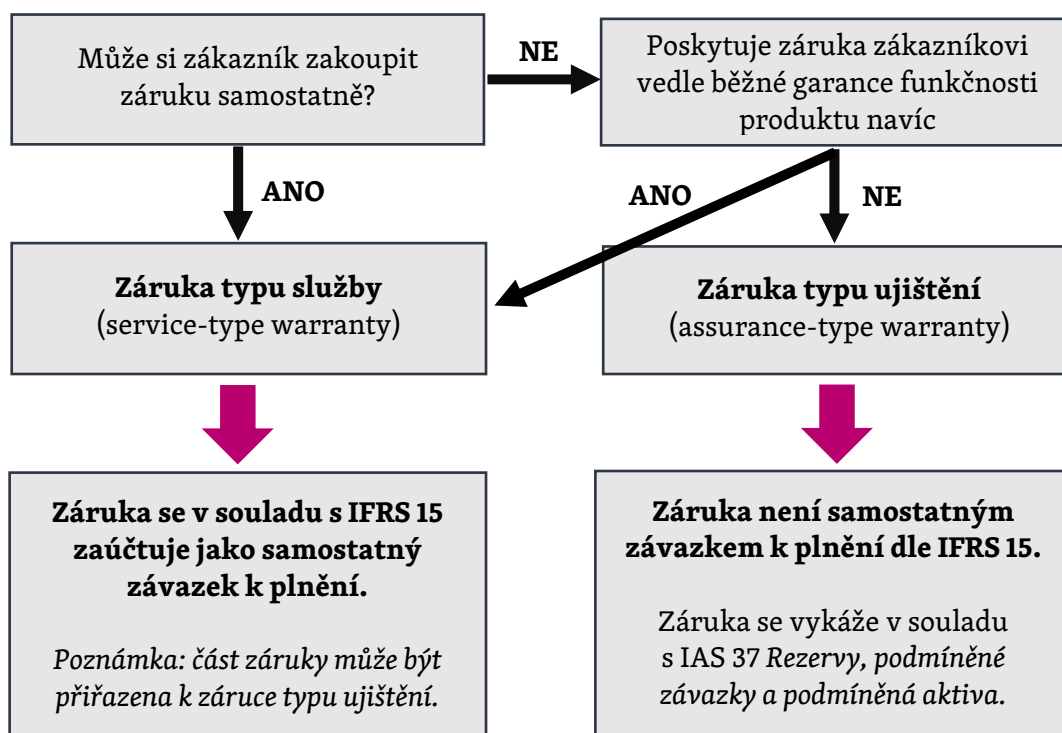 Může si zákazník zakoupit
záruku samostatně?
NE
Poskytuje záruka zákazníkovi
vedle běžné garance funkčnosti
produktu navíc
ANO
ANO
NE
Záruka typu služby
(service-type warranty)
Záruka typu ujištění
(assurance-type warranty)
Záruka se v souladu s IFRS 15
zaúčtuje jako samostatný
závazek k plnění.
Poznámka: část záruky může být
přiřazena k záruce typu ujištění.
Záruka není samostatným
závazkem k plnění dle IFRS 15.
Záruka se vykáže v souladu
s IAS 37 Rezervy, podmíněné
závazky a podmíněná aktiva.